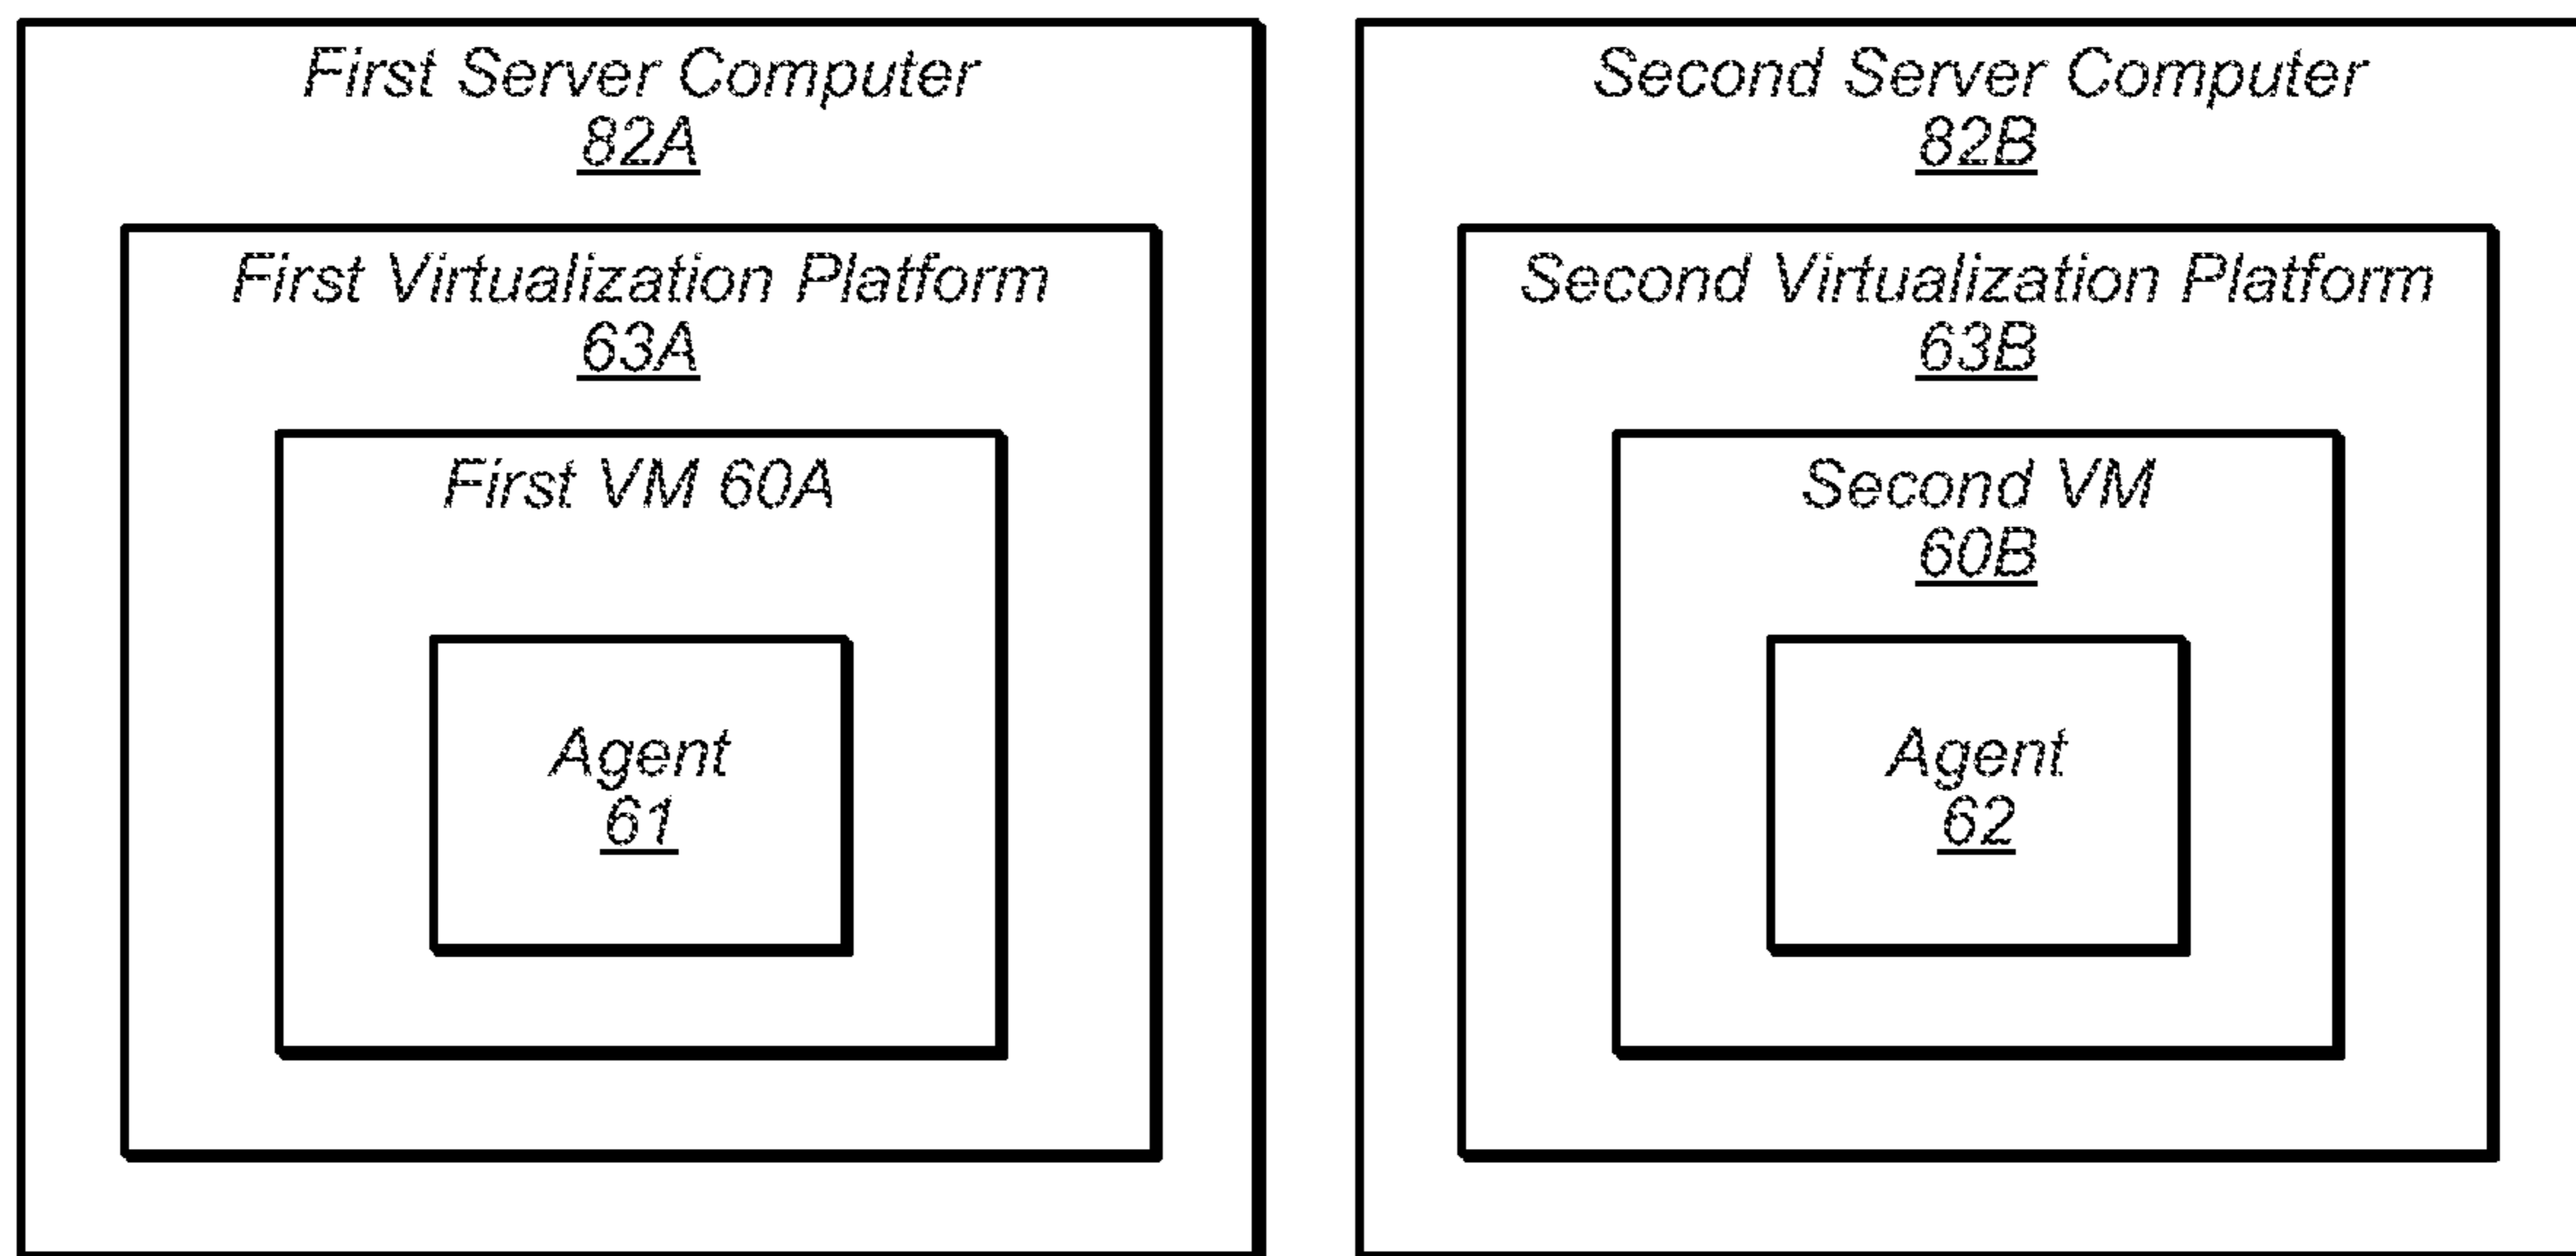 First Server Computer
82A
First Virtualization Platform
63A
First VM 60A
Agent
61
Second Server Computer
82B
Second Virtualization Platform
63B
Second VM
60B
Agent
62